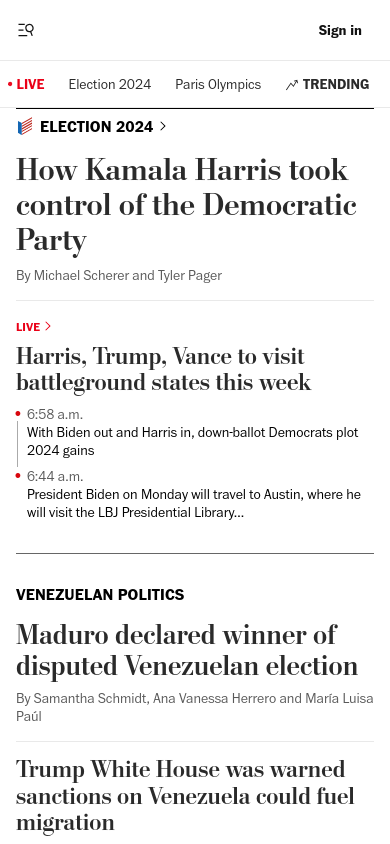 Sign in
LIVE
Election 2024
Paris Olympics
TRENDING
ELECTION 2024
How Kamala Harris took
control of the Democratic
Party
By Michael Scherer and Tyler Pager
LIVE
Harris, Trump, Vance to visit
battleground states this week
6:58 a.m.
With Biden out and Harris in, down-ballot Democrats plot
2024 gains
6:44 a.m.
President Biden on Monday will travel to Austin, where he
will visit the LBJ Presidential Library...
VENEZUELAN POLITICS
Maduro declared winner of
disputed Venezuelan election
By Samantha Schmidt, Ana Vanessa Herrero and María Luisa
Paúl
Trump White House was warned
sanctions on Venezuela could fuel
migration